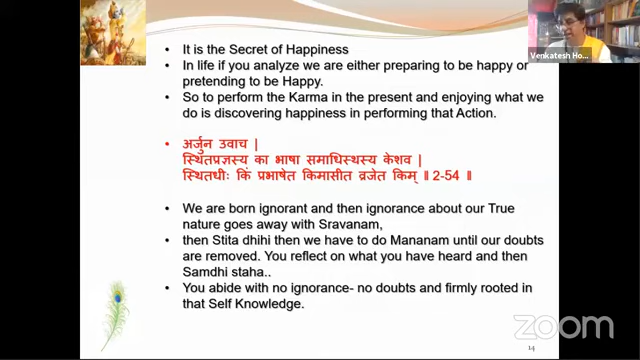 • It is the Secret of Happiness
• In life if you analyze we are either preparing to be happy or
pretending to be Happy.
• So to perform the Karma in the present and enjoying what we
do is discovering happiness in performing that Action.
• अर्जुन उवाच |
स्थितप्रज्ञस्य का भाषा समाधिस्थस्य केशव |
स्थितधीः किं प्रभाषेत किमासीत व्रजेत किम् ॥ 2-54 ॥
• We are born ignorant and then ignorance about our True
nature goes away with Sravanam,
• then Stita dhihi then we have to do Mananam until our doubts
are removed. You reflect on what you have heard and then
Samdhi staha..
• You abide with no ignorance- no doubts and firmly rooted in
that Self Knowledge.
Venkatesh Ho...
zoom
14